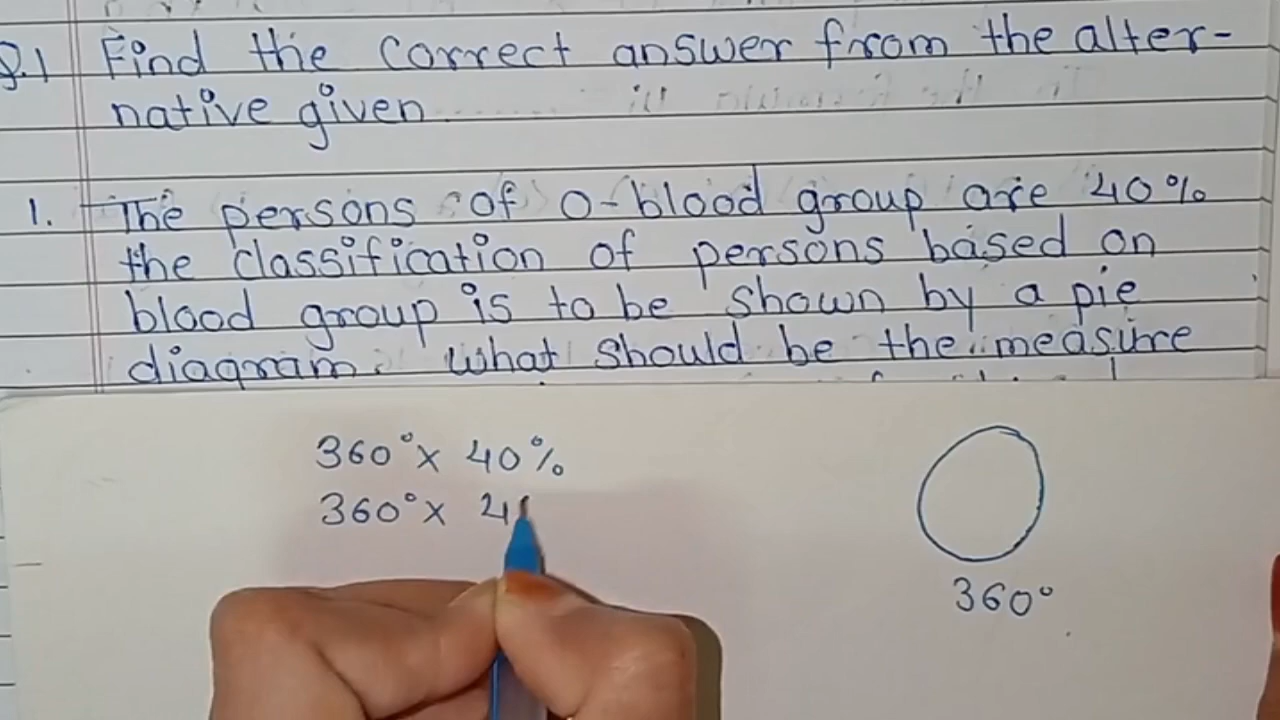 Q.1 Find the correct answer from the alter-
native given
1. The persons of O-blood group are 40%
the classification of persons based on
blood group is to be shown by a pie
diagram. what should be the measure
360° x 40%
360° x 4
360°